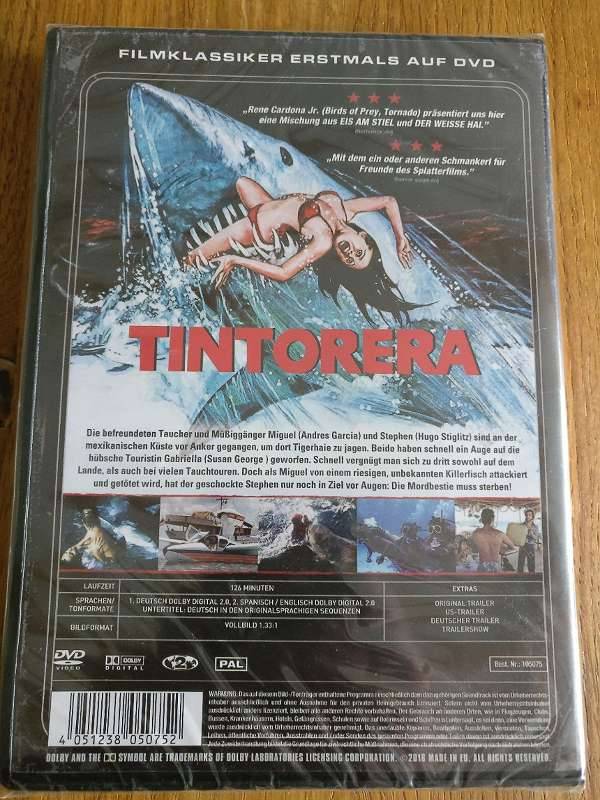 FILMKLASSIKER ERSTMALS AUF DVD
„Rene Cardona Jr. (Birds of Prey, Tornado) präsentiert uns hier
eine Mischung aus EIS AM STIEL und DER WEISSE HAI."
„Mit dem ein oder anderen Schmankerl für
Freunde des Splatterfilms."
TINTORERA
Die befreundeten Taucher und Müßiggänger Miguel (Andres Garcia) und Stephen (Hugo Stiglitz) sind an der
mexikanischen Küste vor Anker gegangen, um dort Tigerhaie zu jagen. Beide haben schnell ein Auge auf die
hübsche Touristin Gabriella (Susan George ) geworfen. Schnell vergnügt man sich zu dritt sowohl auf dem
Lande, als auch bei vielen Tauchtouren. Doch als Miguel von einem riesigen, unbekannten Killerfisch attackiert
und getötet wird, hat der geschockte Stephen nur noch in Ziel vor Augen: Die Mordbestie muss sterben!
LAUFZEIT 126 MINUTEN EXTRAS
SPRACHEN/
TONFORMATE
1. DEUTSCH DOLBY DIGITAL 2.0, 2. SPANISCH / ENGLISCH DOLBY DIGITAL 2.0
UNTERTITEL: DEUTSCH IN DEN ORIGINALSPRACHIGEN SEQUENZEN
BILDFORMAT VOLLBILD 1.33:1
ORIGINAL TRAILER
US-TRAILER
DEUTSCHER TRAILER
TRAILERSHOW
DVD VIDEO
DOLBY DIGITAL
2
PAL
Best. Nr.: 105075
4 051238 050752
DOLBY AND THE SYMBOL ARE TRADEMARKS OF DOLBY LABORATORIES LICENSING CORPORATION. ©2016 MADE IN EU. ALL RIGHTS RESERVED.